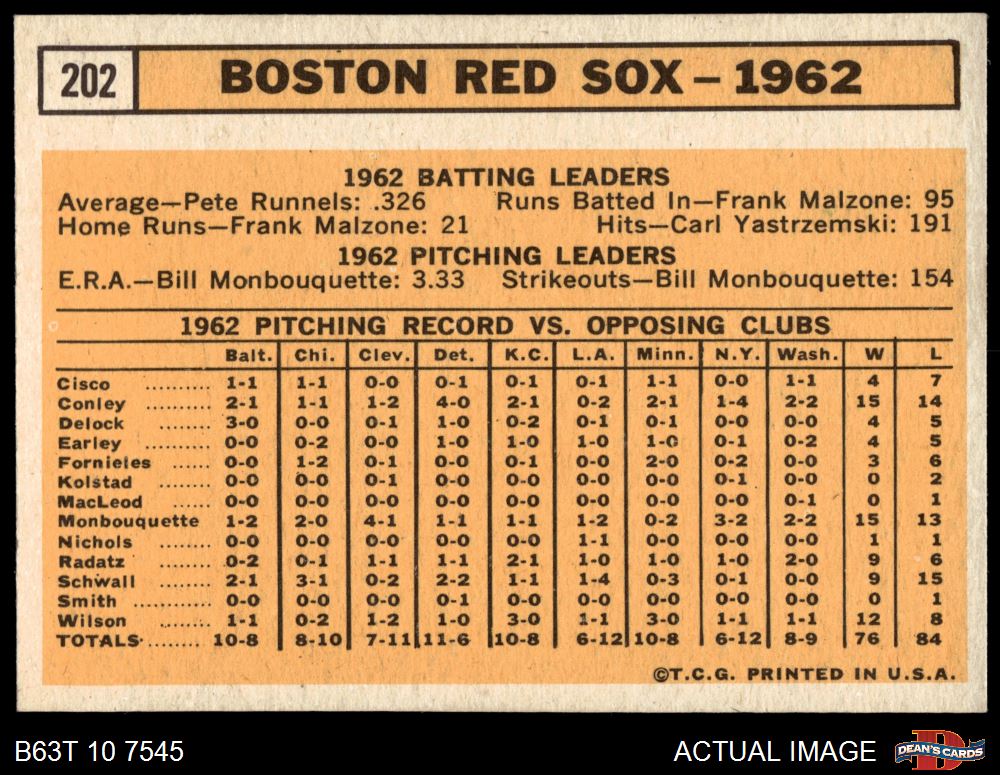 202 BOSTON RED SOX – 1962
1962 BATTING LEADERS
Average—Pete Runnels: .326 Runs Batted In—Frank Malzone: 95
Home Runs—Frank Malzone: 21 Hits—Carl Yastrzemski: 191
1962 PITCHING LEADERS
E.R.A.—Bill Monbouquette: 3.33 Strikeouts—Bill Monbouquette: 154
1962 PITCHING RECORD VS. OPPOSING CLUBS
Balt. Chi. Clev. Det. K.C. L.A. Minn. N.Y. Wash. W L
Cisco .......... 1-1 1-1 0-0 0-1 0-1 0-1 1-1 0-0 1-1 4 7
Conley .......... 2-1 1-1 1-2 4-0 2-1 0-2 2-1 1-4 2-2 15 14
Delock .......... 3-0 0-0 0-1 1-0 0-2 0-1 0-1 0-0 0-0 4 5
Earley .......... 0-0 0-2 0-0 0-0 1-0 1-0 1-0 0-1 0-2 4 5
Fornieles ...... 0-0 1-2 0-1 0-0 0-1 0-0 2-0 0-2 0-0 3 6
Kolstad ........ 0-0 0-0 0-1 0-0 0-0 0-0 0-0 0-1 0-0 0 2
MacLeod ........ 0-0 0-0 0-0 0-0 0-0 0-0 0-0 0-0 0-1 0 1
Monbouquette 1-2 2-0 4-1 1-1 1-1 1-2 0-2 3-2 2-2 15 13
Nichols ........ 0-0 0-0 0-0 0-0 0-0 1-1 0-0 0-0 0-0 1 1
Radatz ......... 0-2 0-1 1-1 1-1 2-1 1-0 1-0 1-0 2-0 9 6
Schwall ........ 2-1 3-1 0-2 2-2 1-1 1-4 0-3 0-1 0-0 9 15
Smith ............ 0-0 0-0 0-0 0-1 0-0 0-0 0-0 0-0 0-0 0 1
Wilson .......... 1-1 0-2 1-2 1-0 3-0 1-1 3-0 1-1 1-1 12 8
TOTALS ........ 10-8 8-10 7-11 11-6 10-8 6-12 10-8 6-12 8-9 76 84
©T.C.G. PRINTED IN U.S.A.
B63T 10 7545 ACTUAL IMAGE D DEAN'S CARDS